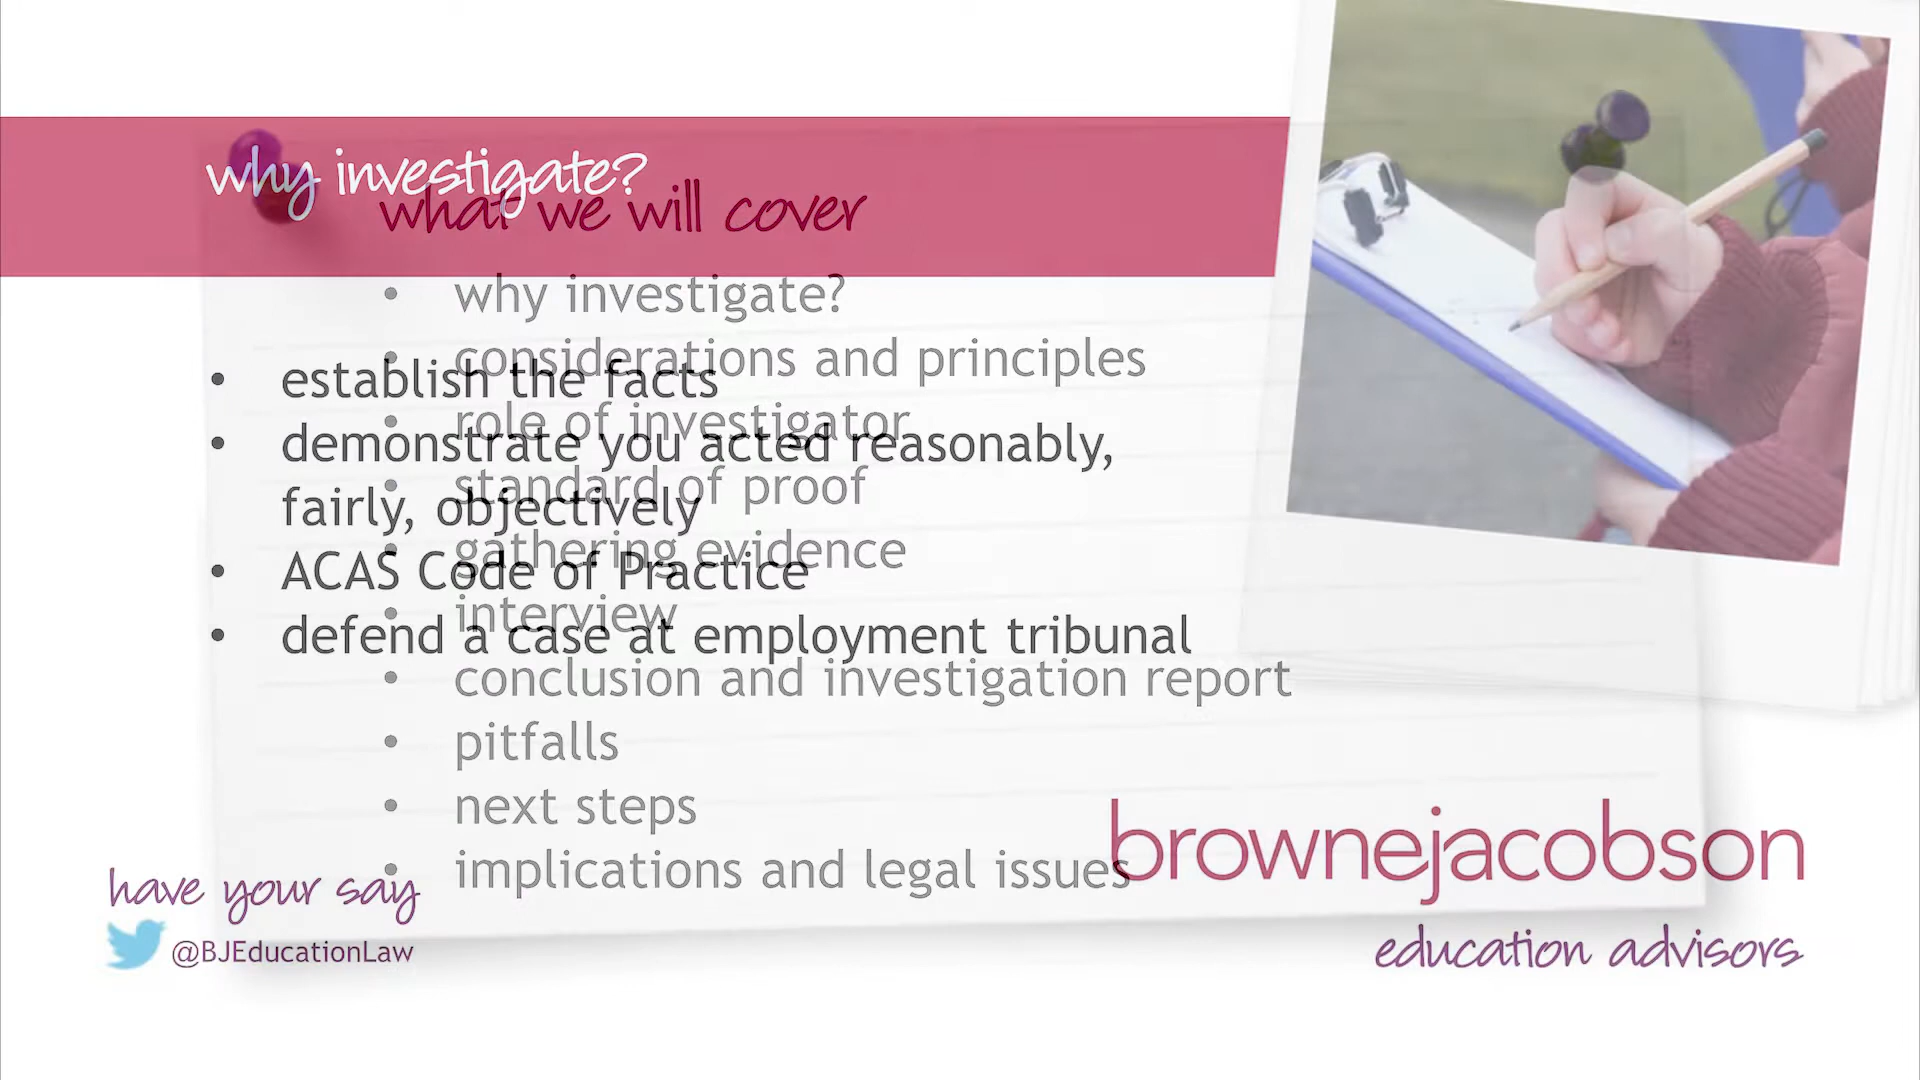 why investigate?
what we will cover
• why investigate?
• considerations and principles
• role of investigator
• standard of proof
• gathering evidence
• interview
• conclusion and investigation report
• pitfalls
• next steps
• implications and legal issues
• establish the facts
• demonstrate you acted reasonably,
fairly, objectively
• ACAS Code of Practice
• defend a case at employment tribunal
have your say
@BJEducationLaw
brownejacobson
education advisors